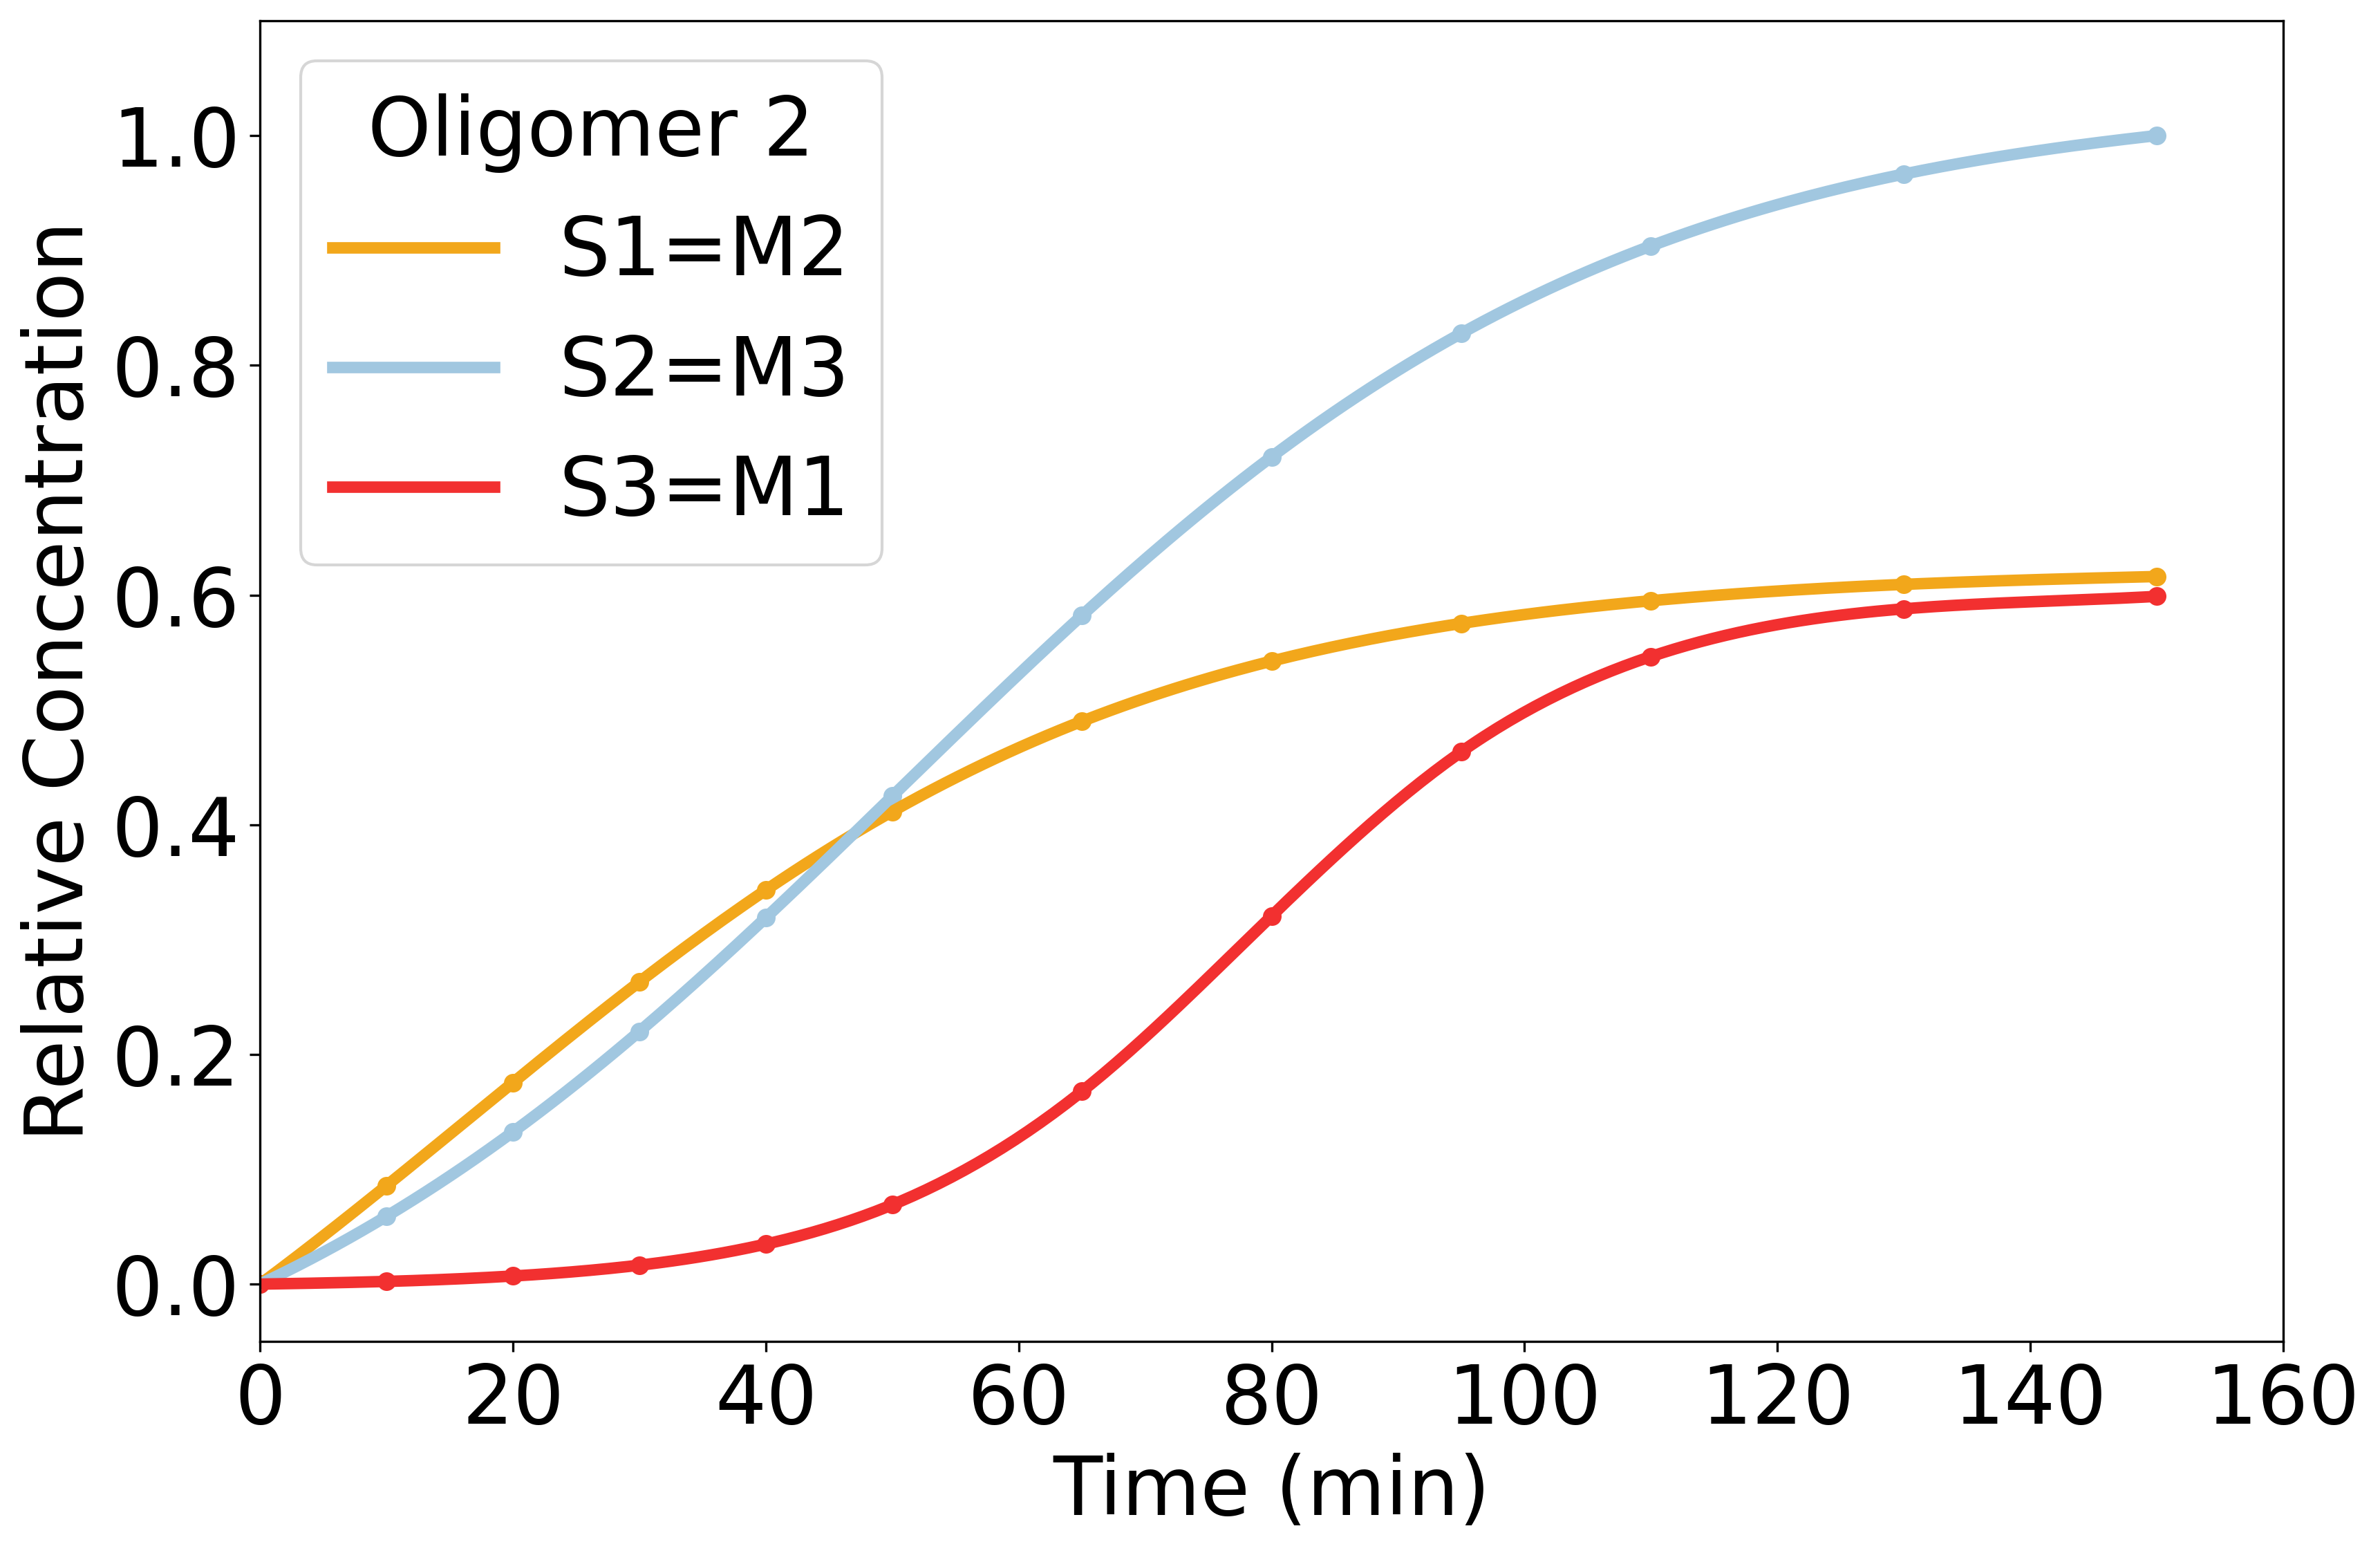 Oligomer 2
S1=M2
S2=M3
S3=M1
Relative Concentration
1.0
0.8
0.6
0.4
0.2
0.0
0 20 40 60 80 100 120 140 160
Time (min)